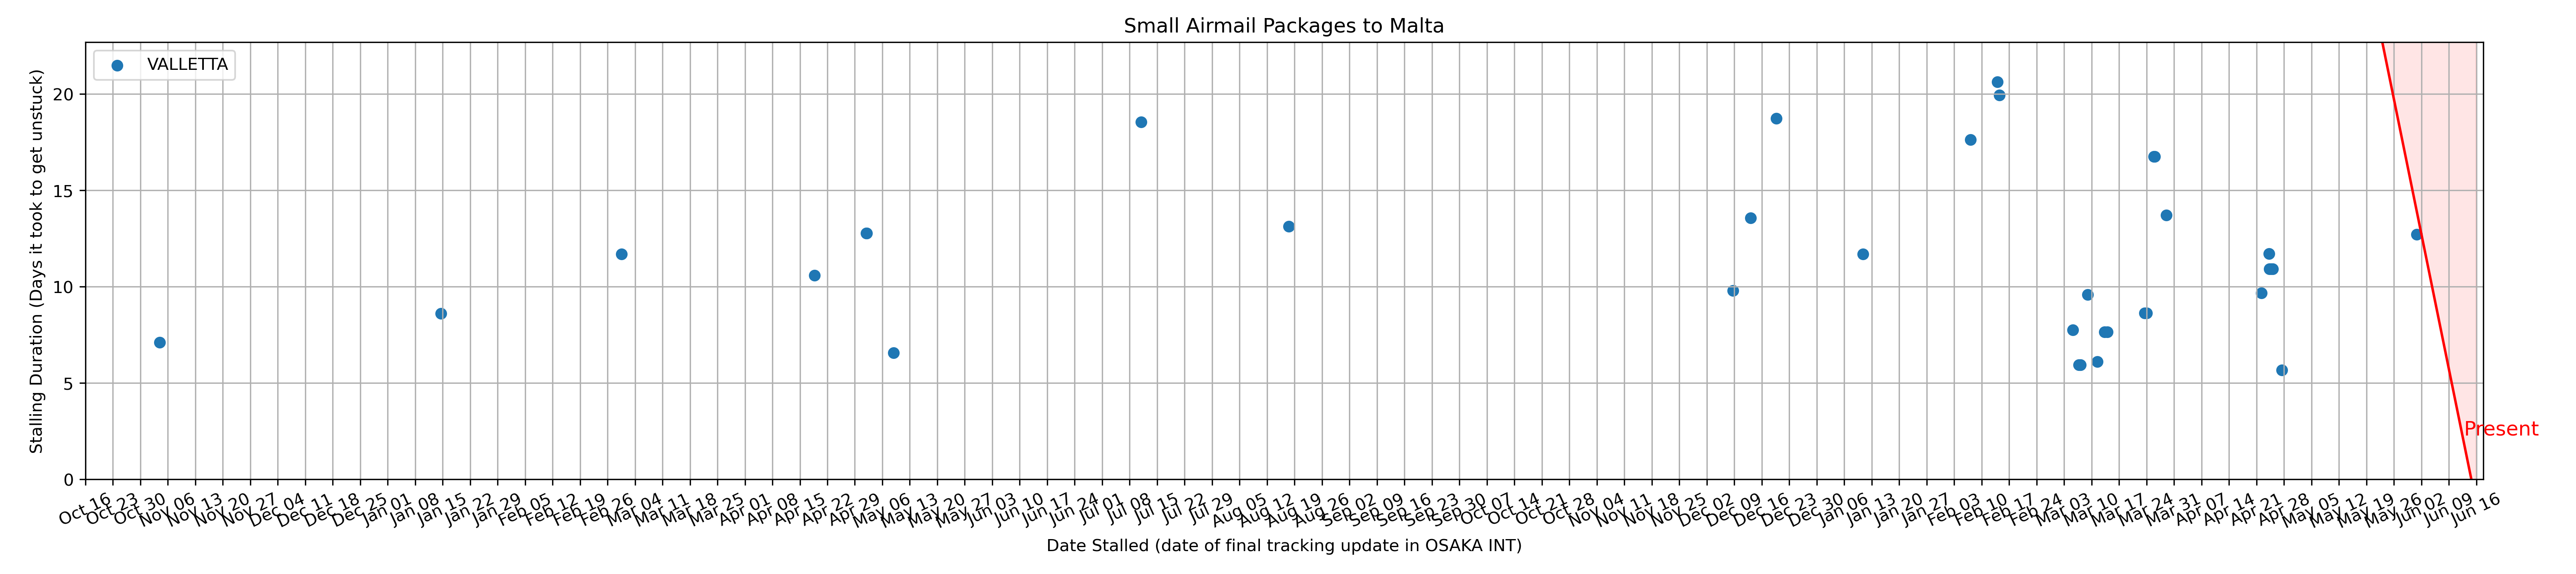 Small Airmail Packages to Malta
VALLETTA
Stalling Duration (Days it took to get unstuck)
20
15
10
5
0
Present
Oct 16
Oct 23
Oct 30
Nov 06
Nov 13
Nov 20
Nov 27
Dec 04
Dec 11
Dec 18
Dec 25
Jan 01
Jan 08
Jan 15
Jan 22
Jan 29
Feb 05
Feb 12
Feb 19
Feb 26
Mar 04
Mar 11
Mar 18
Mar 25
Apr 01
Apr 08
Apr 15
Apr 22
Apr 29
May 06
May 13
May 20
May 27
Jun 03
Jun 10
Jun 17
Jun 24
Jul 01
Jul 08
Jul 15
Jul 22
Jul 29
Aug 05
Aug 12
Aug 19
Aug 26
Sep 02
Sep 09
Sep 16
Sep 23
Sep 30
Oct 07
Oct 14
Oct 21
Oct 28
Nov 04
Nov 11
Nov 18
Nov 25
Dec 02
Dec 09
Dec 16
Dec 23
Dec 30
Jan 06
Jan 13
Jan 20
Jan 27
Feb 03
Feb 10
Feb 17
Feb 24
Mar 03
Mar 10
Mar 17
Mar 24
Mar 31
Apr 07
Apr 14
Apr 21
Apr 28
May 05
May 12
May 19
May 26
Jun 02
Jun 09
Jun 16
Date Stalled (date of final tracking update in OSAKA INT)